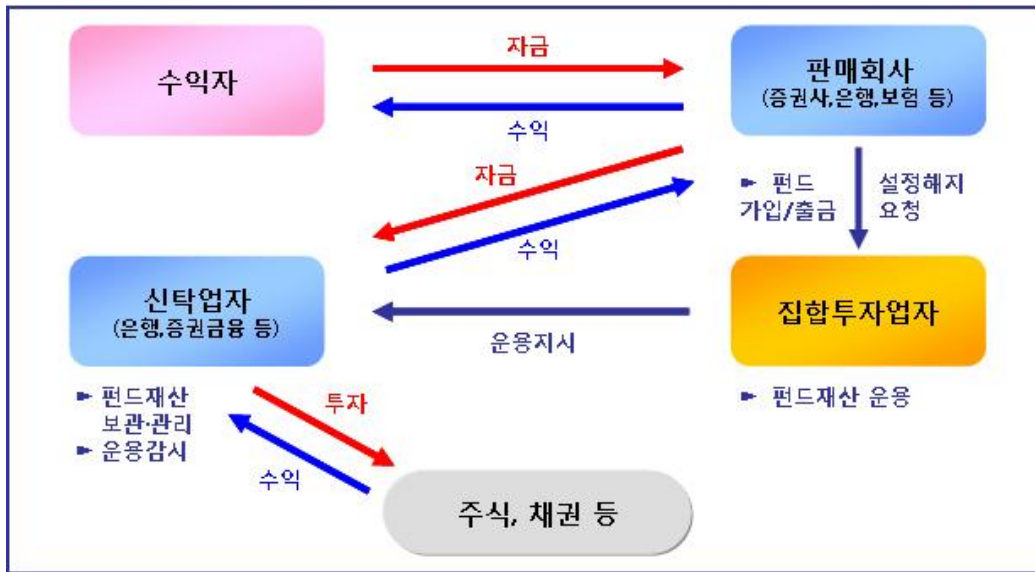 자금
수익자
판매회사
(증권사,은행,보험 등)
수익
자금
► 펀드
가입/출금
설정해지
요청
수익
신탁업자
(은행,증권금융 등)
집합투자업자
운용지시
► 펀드재산
보관·관리
► 운용감시
투자
► 펀드재산 운용
수익
주식, 채권 등